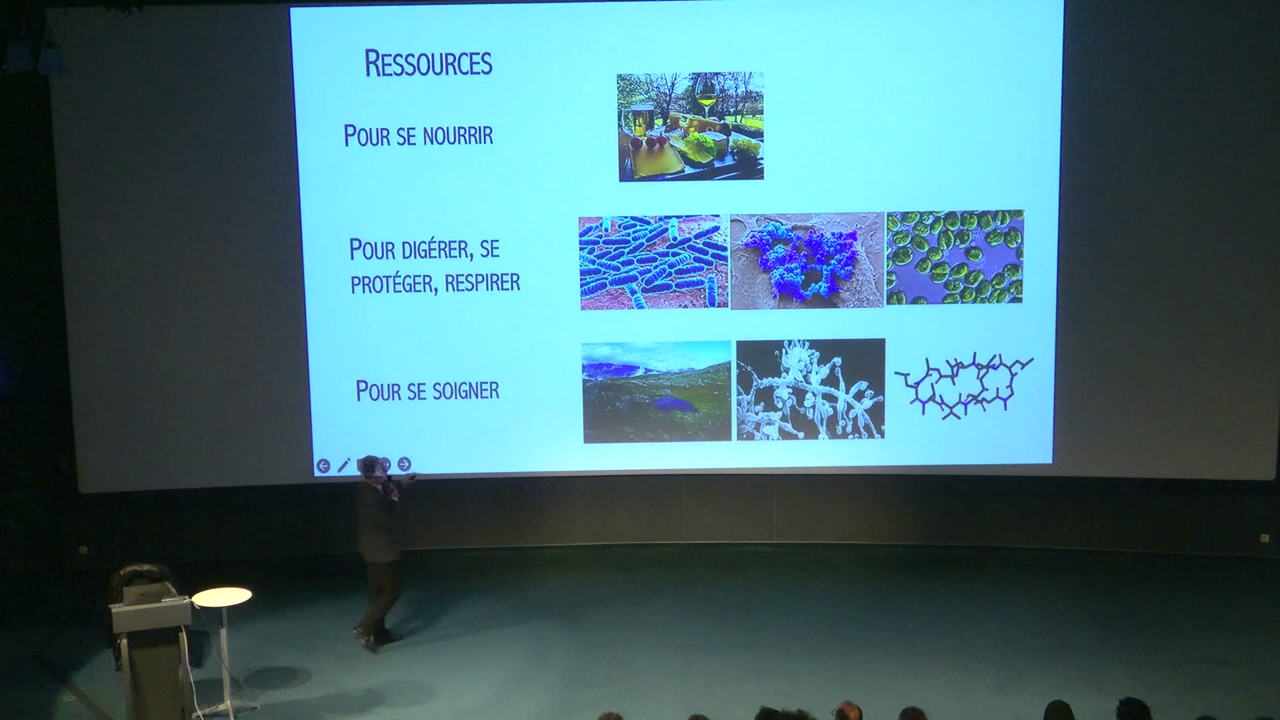 RESSOURCES
POUR SE NOURRIR
POUR DIGÉRER, SE
PROTÉGER, RESPIRER
POUR SE SOIGNER